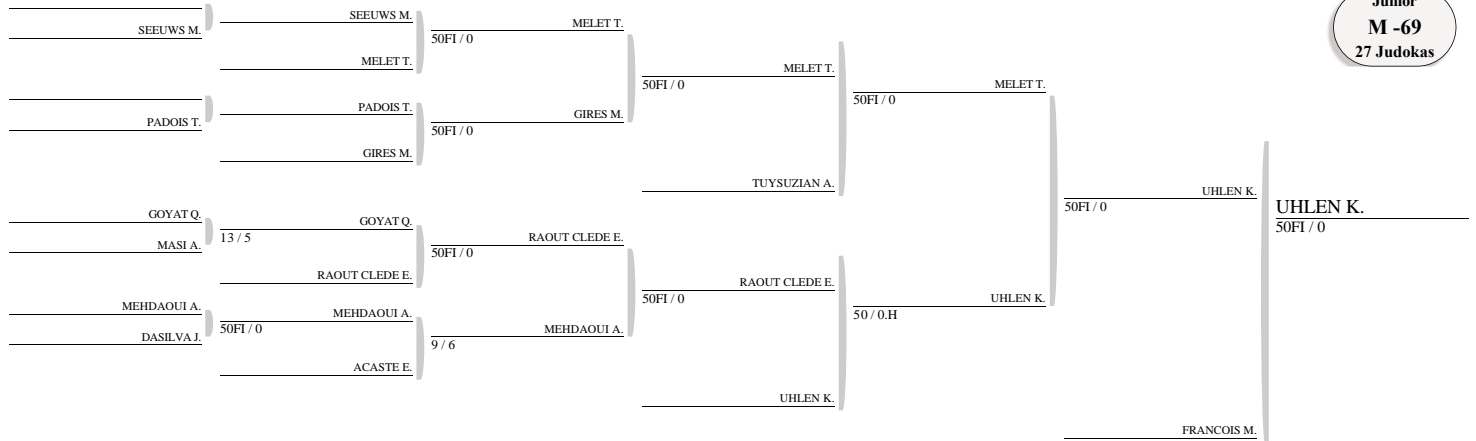 Junior
M -69
27 Judokas
SEEUWS M.
PADOIS T.
GOYAT Q.
MASI A.
MEHDAOUI A.
DASILVA J.
SEEUWS M.
MELET T.
PADOIS T.
GIRES M.
GOYAT Q.
13 / 5
RAOUT CLEDE E.
MEHDAOUI A.
50FI / 0
ACASTE E.
MELET T.
50FI / 0
GIRES M.
50FI / 0
RAOUT CLEDE E.
50FI / 0
MEHDAOUI A.
9 / 6
MELET T.
50FI / 0
TUYSUZIAN A.
RAOUT CLEDE E.
50FI / 0
UHLEN K.
MELET T.
50FI / 0
UHLEN K.
50 / 0.H
UHLEN K.
50FI / 0
FRANCOIS M.
UHLEN K.
50FI / 0